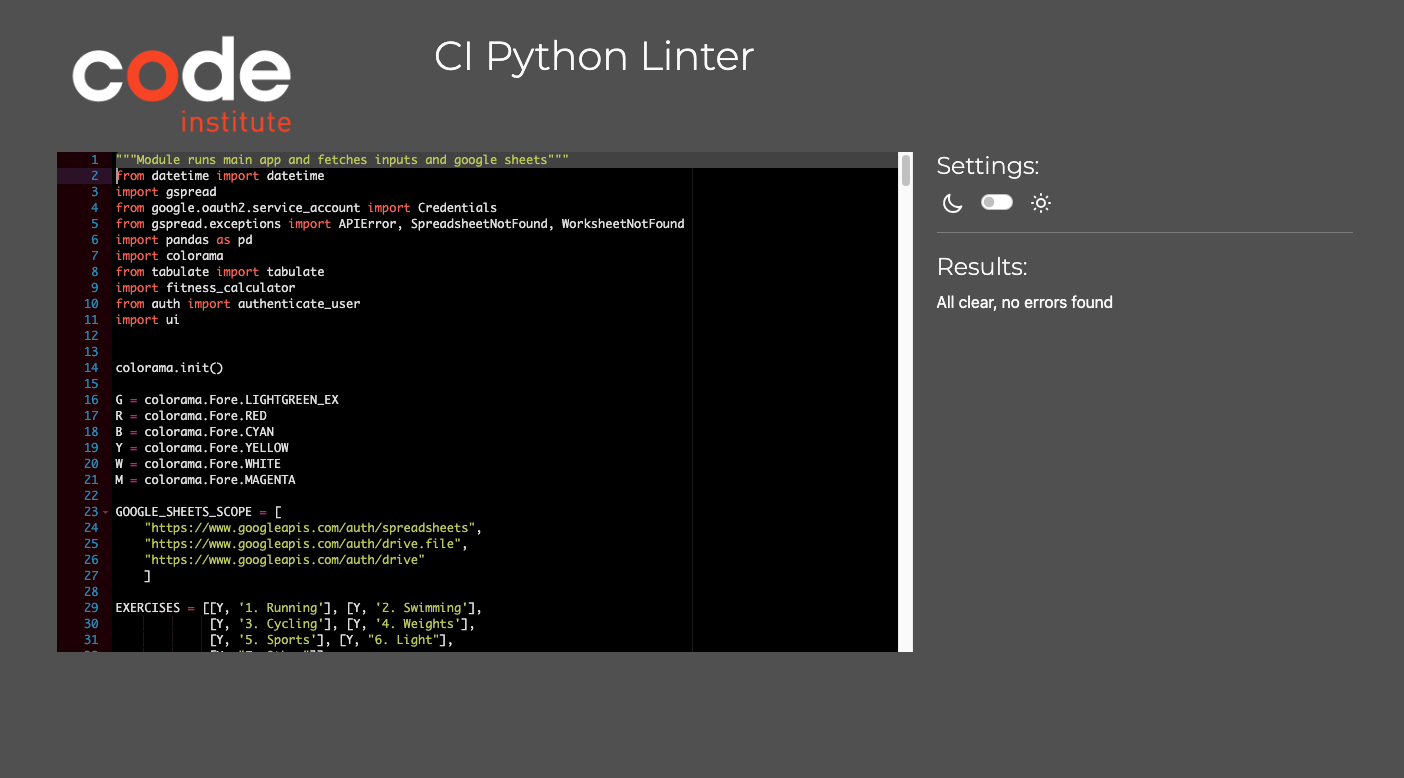 code
institute
CI Python Linter
1 """Module runs main app and fetches inputs and google sheets"""
2 from datetime import datetime
3 import gspread
4 from google.oauth2.service_account import Credentials
5 from gspread.exceptions import APIError, SpreadsheetNotFound, WorksheetNotFound
6 import pandas as pd
7 import colorama
8 from tabulate import tabulate
9 import fitness_calculator
10 from auth import authenticate_user
11 import ui
12
13
14 colorama.init()
15
16 G = colorama.Fore.LIGHTGREEN_EX
17 R = colorama.Fore.RED
18 B = colorama.Fore.CYAN
19 Y = colorama.Fore.YELLOW
20 W = colorama.Fore.WHITE
21 M = colorama.Fore.MAGENTA
22
23 GOOGLE_SHEETS_SCOPE = [
24     "https://www.googleapis.com/auth/spreadsheets",
25     "https://www.googleapis.com/auth/drive.file",
26     "https://www.googleapis.com/auth/drive"
27     ]
28
29 EXERCISES = [[Y, '1. Running'], [Y, '2. Swimming'],
30              [Y, '3. Cycling'], [Y, '4. Weights'],
31              [Y, '5. Sports'], [Y, "6. Light"],
Settings:
Results:
All clear, no errors found